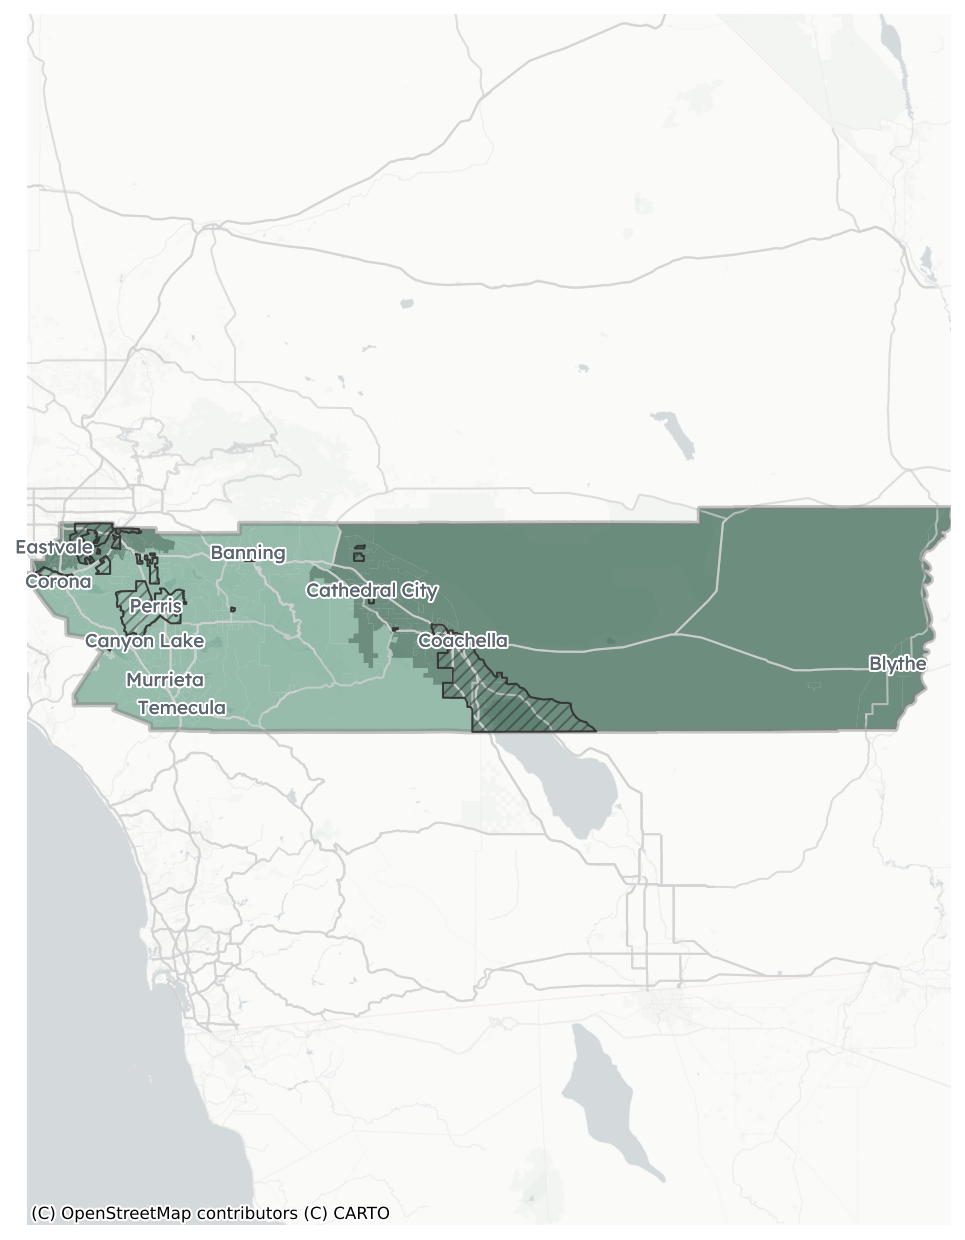 Eastvale
Banning
Corona
Cathedral City
Perris
Canyon Lake
Coachella
Blythe
Murrieta
Temecula
(C) OpenStreetMap contributors (C) CARTO